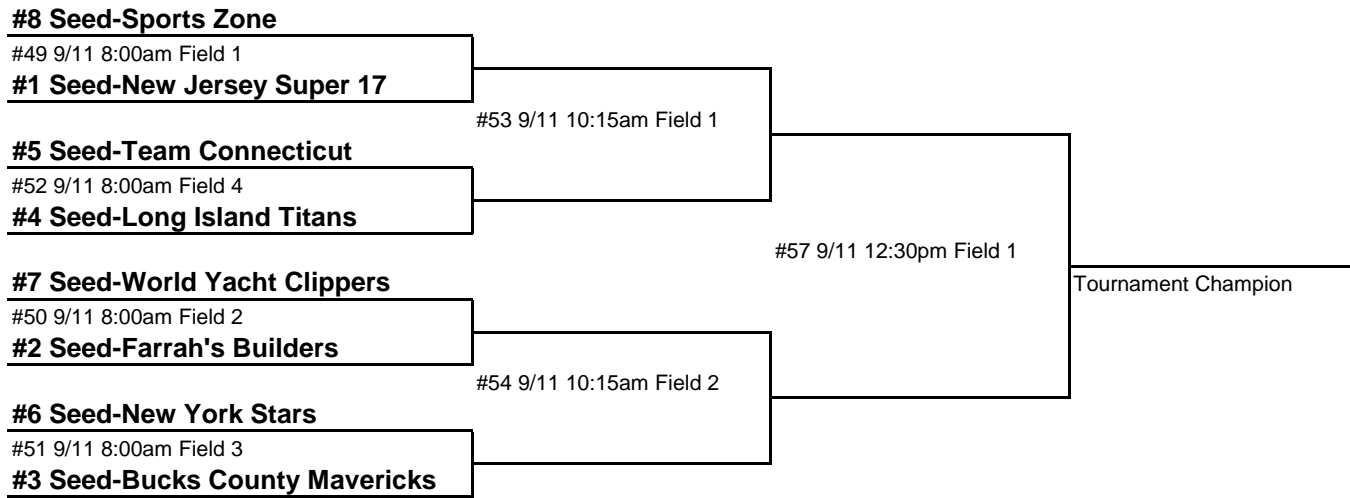 #8 Seed-Sports Zone
#49 9/11 8:00am Field 1
#1 Seed-New Jersey Super 17
#53 9/11 10:15am Field 1
#5 Seed-Team Connecticut
#52 9/11 8:00am Field 4
#4 Seed-Long Island Titans
#57 9/11 12:30pm Field 1
#7 Seed-World Yacht Clippers
Tournament Champion
#50 9/11 8:00am Field 2
#2 Seed-Farrah's Builders
#54 9/11 10:15am Field 2
#6 Seed-New York Stars
#51 9/11 8:00am Field 3
#3 Seed-Bucks County Mavericks